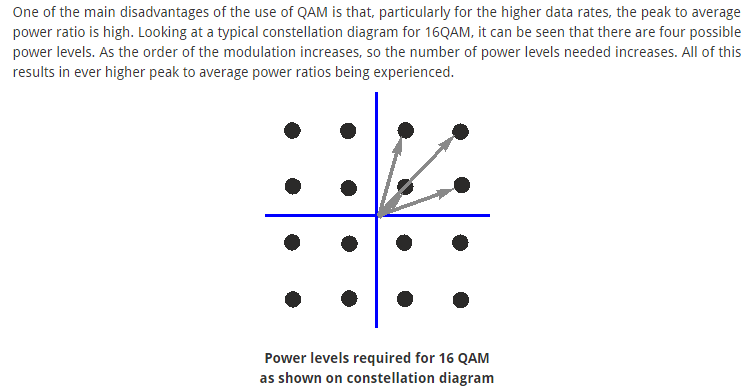 One of the main disadvantages of the use of QAM is that, particularly for the higher data rates, the peak to average
power ratio is high. Looking at a typical constellation diagram for 16QAM, it can be seen that there are four possible
power levels. As the order of the modulation increases, so the number of power levels needed increases. All of this
results in ever higher peak to average power ratios being experienced.
Power levels required for 16 QAM
as shown on constellation diagram